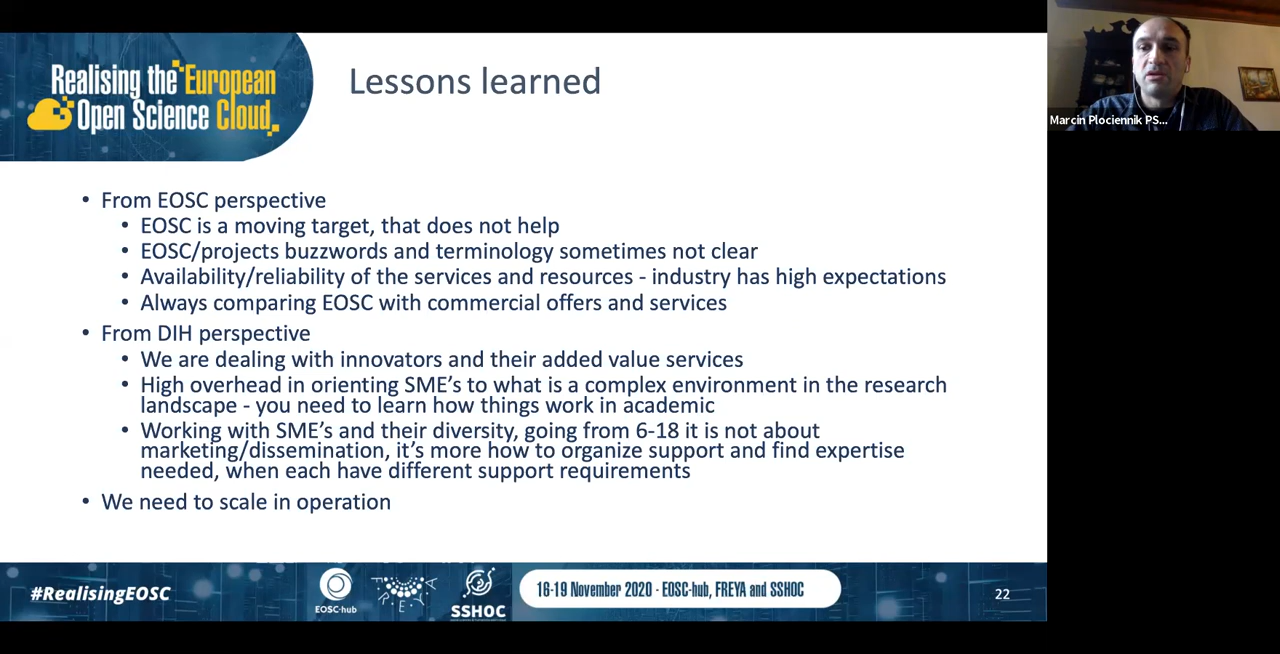 Realising the European
Open Science Cloud
Lessons learned
Marcin Plociennik PS...
• From EOSC perspective
• EOSC is a moving target, that does not help
• EOSC/projects buzzwords and terminology sometimes not clear
• Availability/reliability of the services and resources - industry has high expectations
• Always comparing EOSC with commercial offers and services
• From DIH perspective
• We are dealing with innovators and their added value services
• High overhead in orienting SME's to what is a complex environment in the research
landscape - you need to learn how things work in academic
• Working with SME's and their diversity, going from 6-18 it is not about
marketing/dissemination, it's more how to organize support and find expertise
needed, when each have different support requirements
• We need to scale in operation
#RealisingEOSC
EOSC-hub
FREYA
SSHOC
16-19 November 2020 - EOSC-hub, FREYA and SSHOC
22